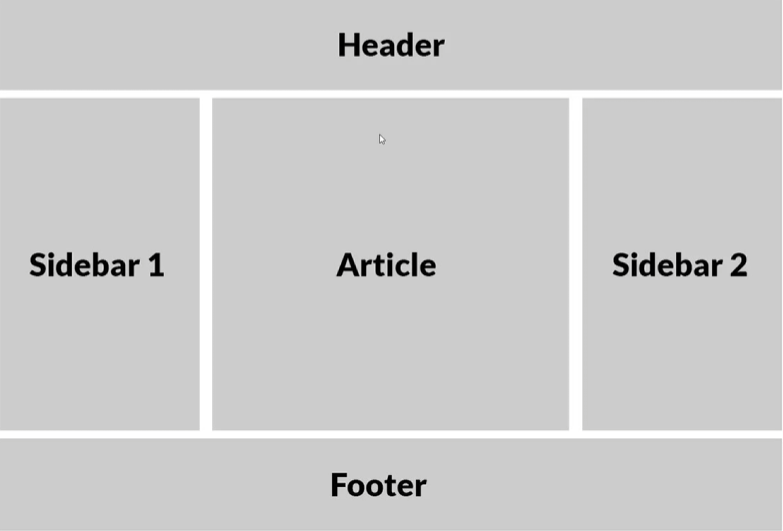 Header
Sidebar 1
Article
Sidebar 2
Footer